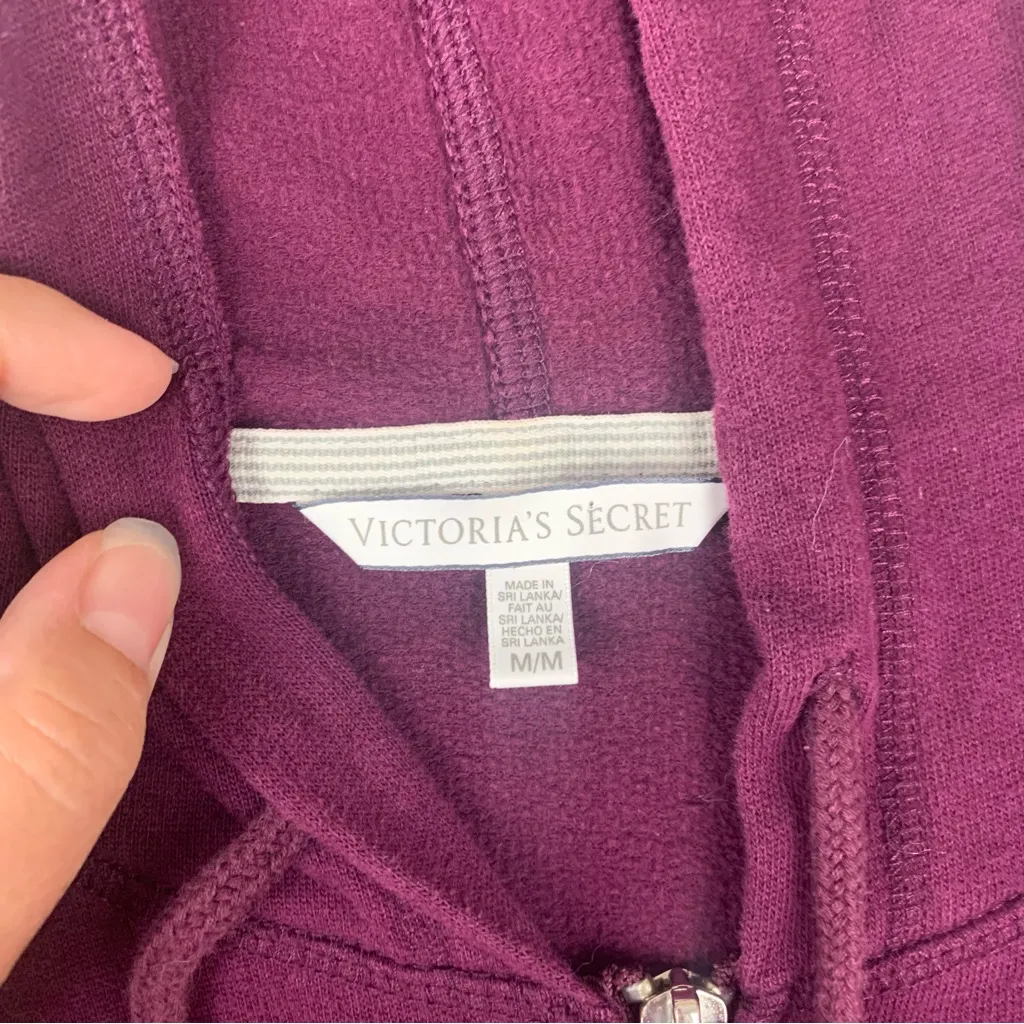 VICTORIA'S SECRET
MADE IN
SRI LANKA/
FAIT AU
SRI LANKA/
HECHO EN
SRI LANKA
M/M